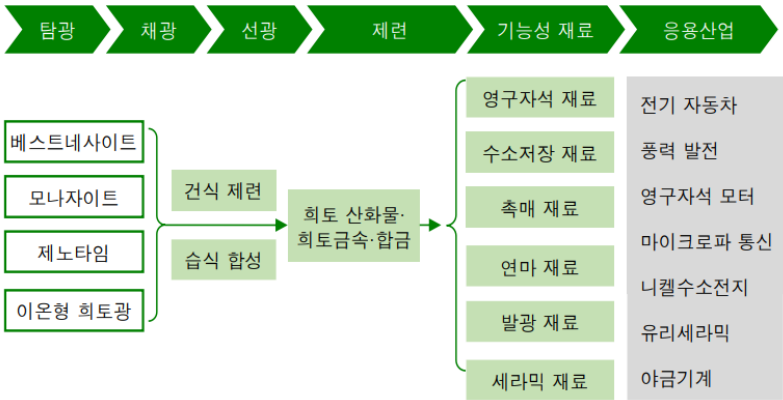 탐광
채광
선광
제련
기능성 재료
응용산업
베스트네사이트
모나자이트
제노타임
이온형 희토광
건식 제련
습식 합성
희토 산화물·
희토금속·합금
영구자석 재료
수소저장 재료
촉매 재료
연마 재료
발광 재료
세라믹 재료
전기 자동차
풍력 발전
영구자석 모터
마이크로파 통신
니켈수소전지
유리세라믹
야금기계